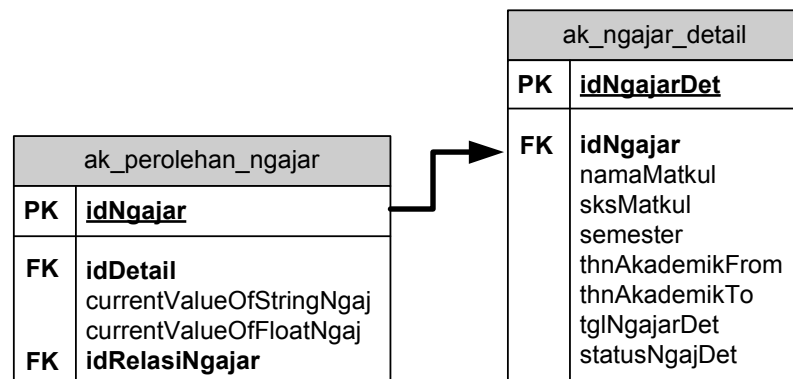 ak_perolehan_ngajar
PK idNgajar
FK idDetail
currentValueOfStringNgaj
currentValueOfFloatNgaj
FK idRelasiNgajar
ak_ngajar_detail
PK idNgajarDet
FK idNgajar
namaMatkul
sksMatkul
semester
thnAkademikFrom
thnAkademikTo
tglNgajarDet
statusNgajDet